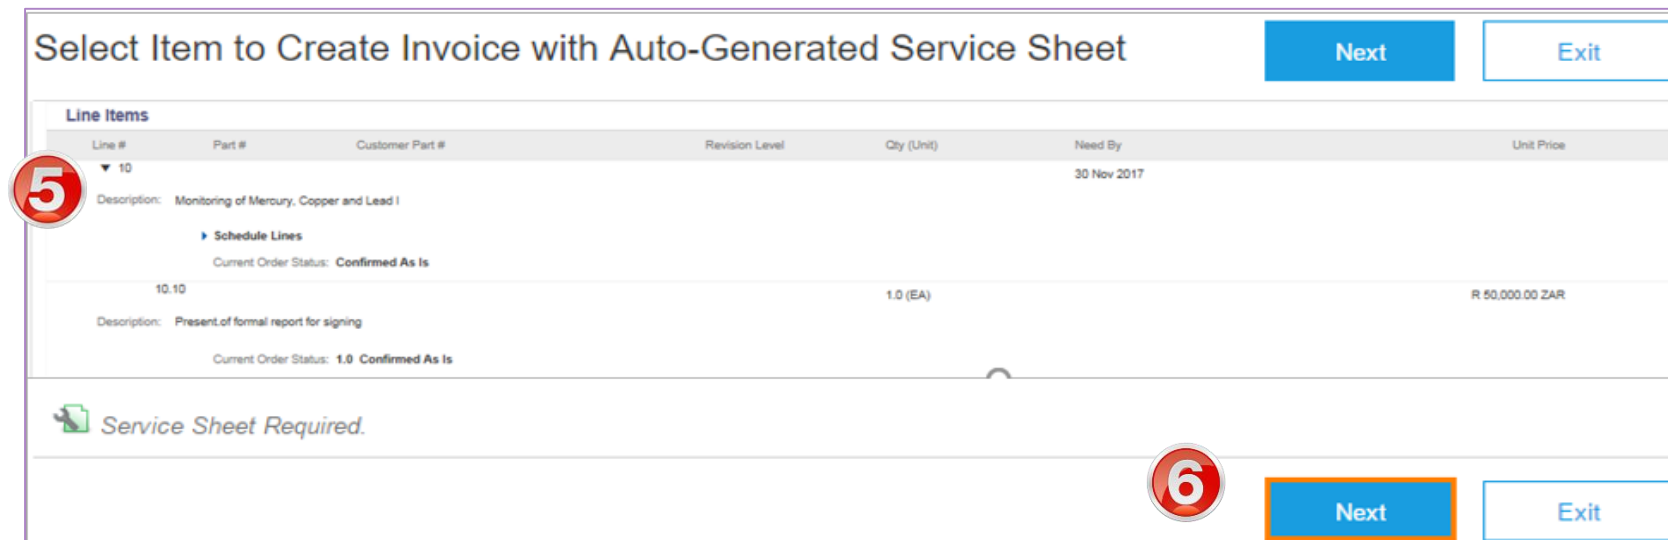 Select Item to Create Invoice with Auto-Generated Service Sheet Next Exit
Line Items
Line # Part # Customer Part # Revision Level Qty (Unit) Need By Unit Price
5 ▼ 10 30 Nov 2017
Description: Monitoring of Mercury, Copper and Lead I
Schedule Lines
Current Order Status: Confirmed As Is
10.10 1.0 (EA) R 50,000.00 ZAR
Description: Present.of formal report for signing
Current Order Status: 1.0 Confirmed As Is
Service Sheet Required.
6 Next Exit